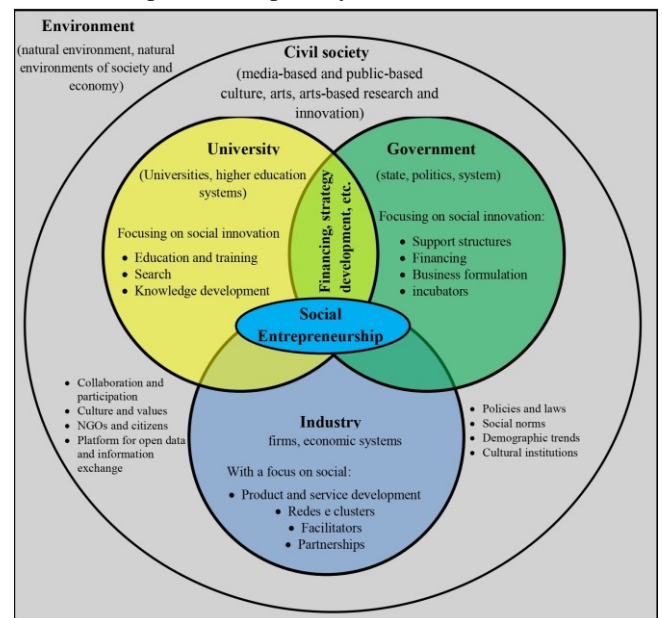 Environment
(natural environment, natural
environments of society and
economy)
Civil society
(media-based and public-based
culture, arts, arts-based research and
innovation)
University
(Universities, higher education
systems)
Focusing on social innovation
• Education and training
• Search
• Knowledge development
Financing, strategy
development, etc.
Government
(state, politics, system)
Focusing on social innovation:
• Support structures
• Financing
• Business formulation
• incubators
Social
Entrepreneurship
• Collaboration and
participation
• Culture and values
• NGOs and citizens
• Platform for open data
and information
exchange
Industry
firms, economic systems
With a focus on social:
• Product and service development
• Redes e clusters
• Facilitators
• Partnerships
• Policies and laws
• Social norms
• Demographic trends
• Cultural institutions